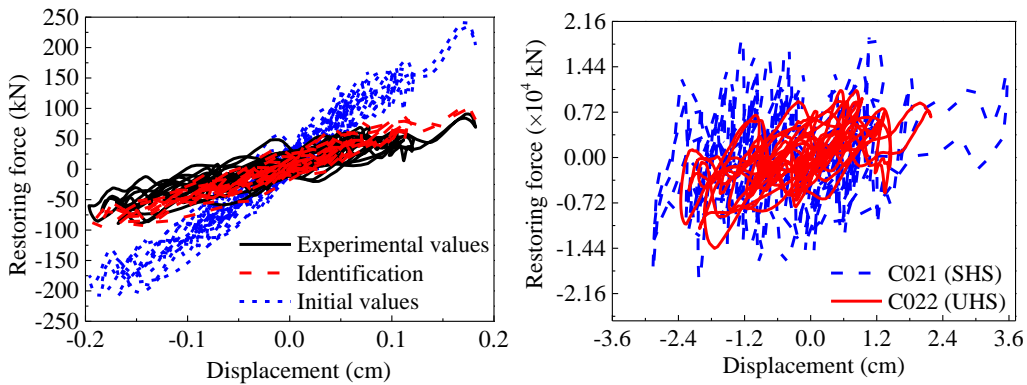 250
200
150
100
50
0
-50
-100
-150
-200
-250
-0.2 -0.1 0.0 0.1 0.2
Restoring force (kN)
Displacement (cm)
Experimental values
Identification
Initial values
2.16
1.44
0.72
0.00
-0.72
-1.44
-2.16
-3.6 -2.4 -1.2 0.0 1.2 2.4 3.6
Restoring force (×10⁴ kN)
Displacement (cm)
C021 (SHS)
C022 (UHS)